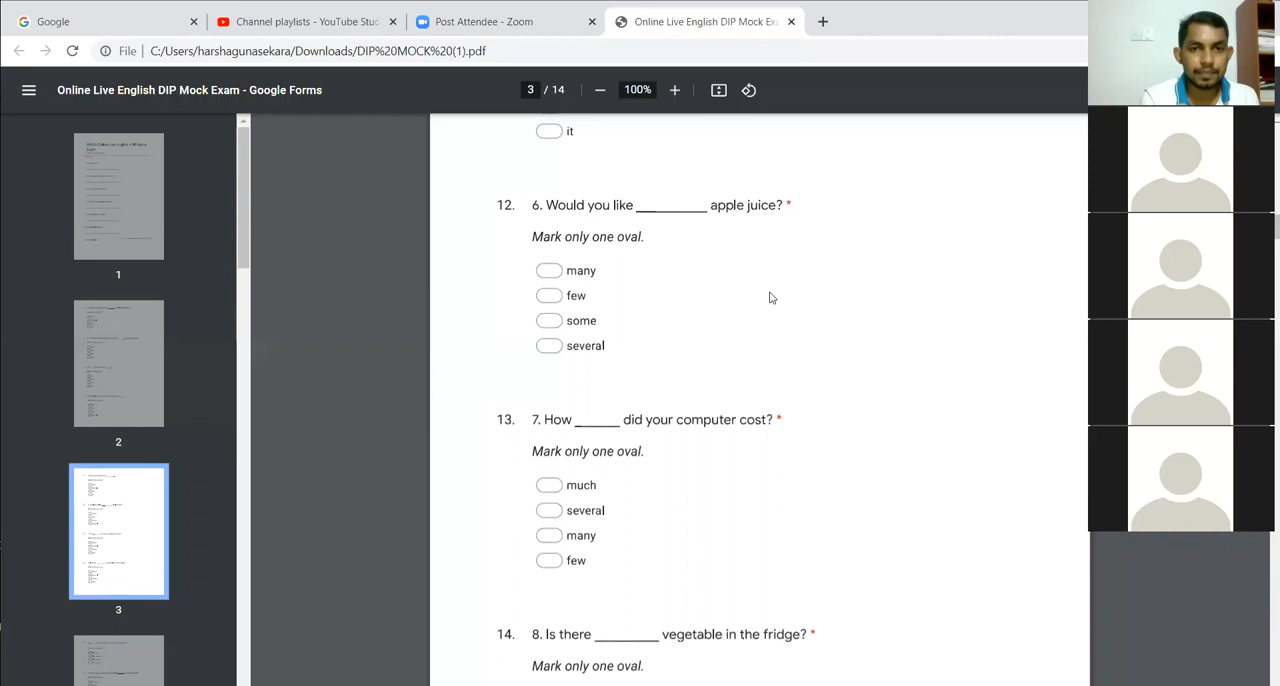 Google
Channel playlists - YouTube Stud
Post Attendee - Zoom
Online Live English DIP Mock Exa
File
C:/Users/harshagunasekara/Downloads/DIP%20MOCK%20(1).pdf
Online Live English DIP Mock Exam - Google Forms
3 / 14
100%
it
12. 6. Would you like __________ apple juice? *
Mark only one oval.
many
few
some
several
13. 7. How ______ did your computer cost? *
Mark only one oval.
much
several
many
few
14. 8. Is there _________ vegetable in the fridge? *
Mark only one oval.
1
2
3